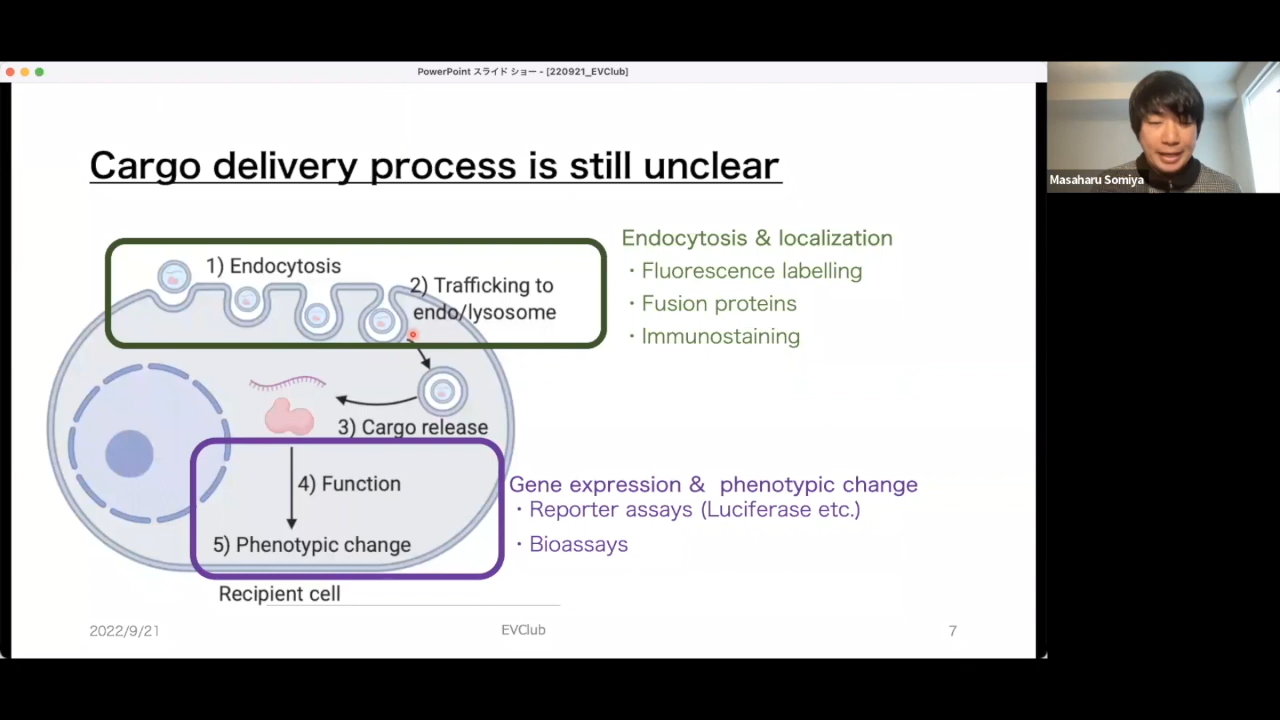 PowerPoint スライド ショー - [220921_EVClub]
Masaharu Somiya
Cargo delivery process is still unclear
1) Endocytosis
2) Trafficking to
endo/lysosome
3) Cargo release
4) Function
5) Phenotypic change
Recipient cell
Endocytosis & localization
・Fluorescence labelling
・Fusion proteins
・Immunostaining
Gene expression & phenotypic change
・Reporter assays (Luciferase etc.)
・Bioassays
2022/9/21
EVClub
7